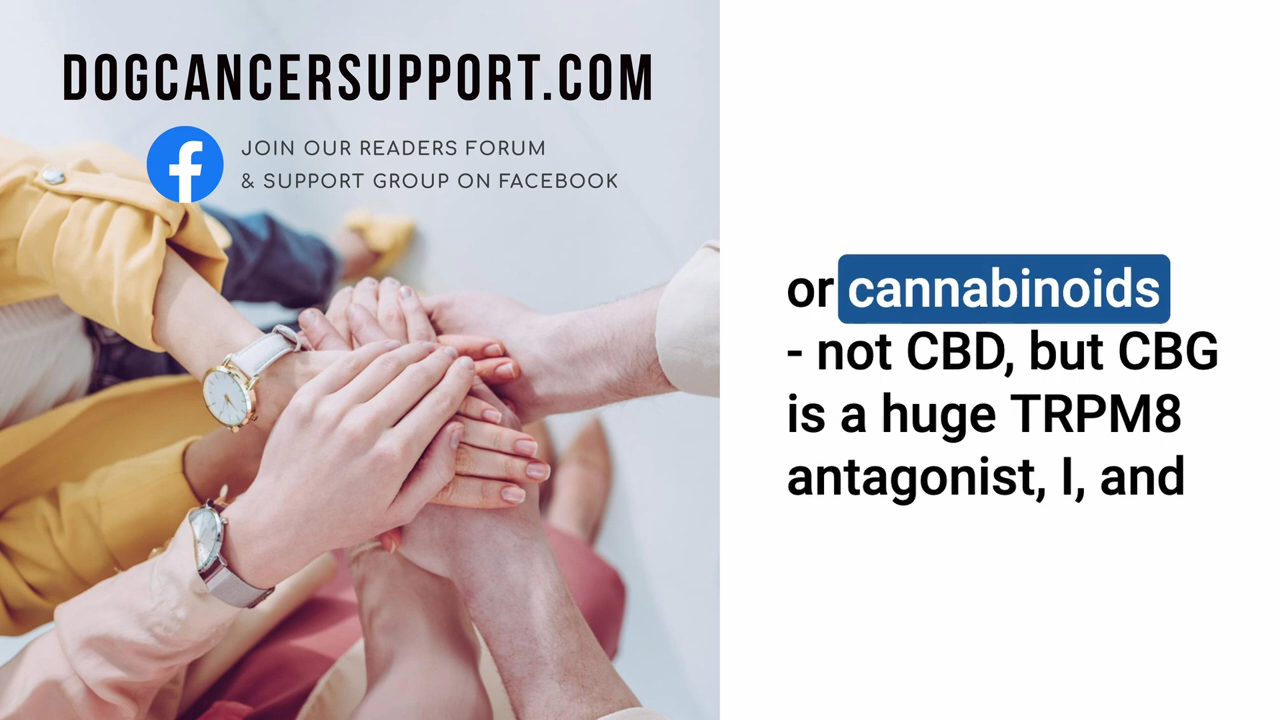 DOGCANCERSUPPORT.COM
JOIN OUR READERS FORUM
& SUPPORT GROUP ON FACEBOOK
or cannabinoids
- not CBD, but CBG
is a huge TRPM8
antagonist, I, and